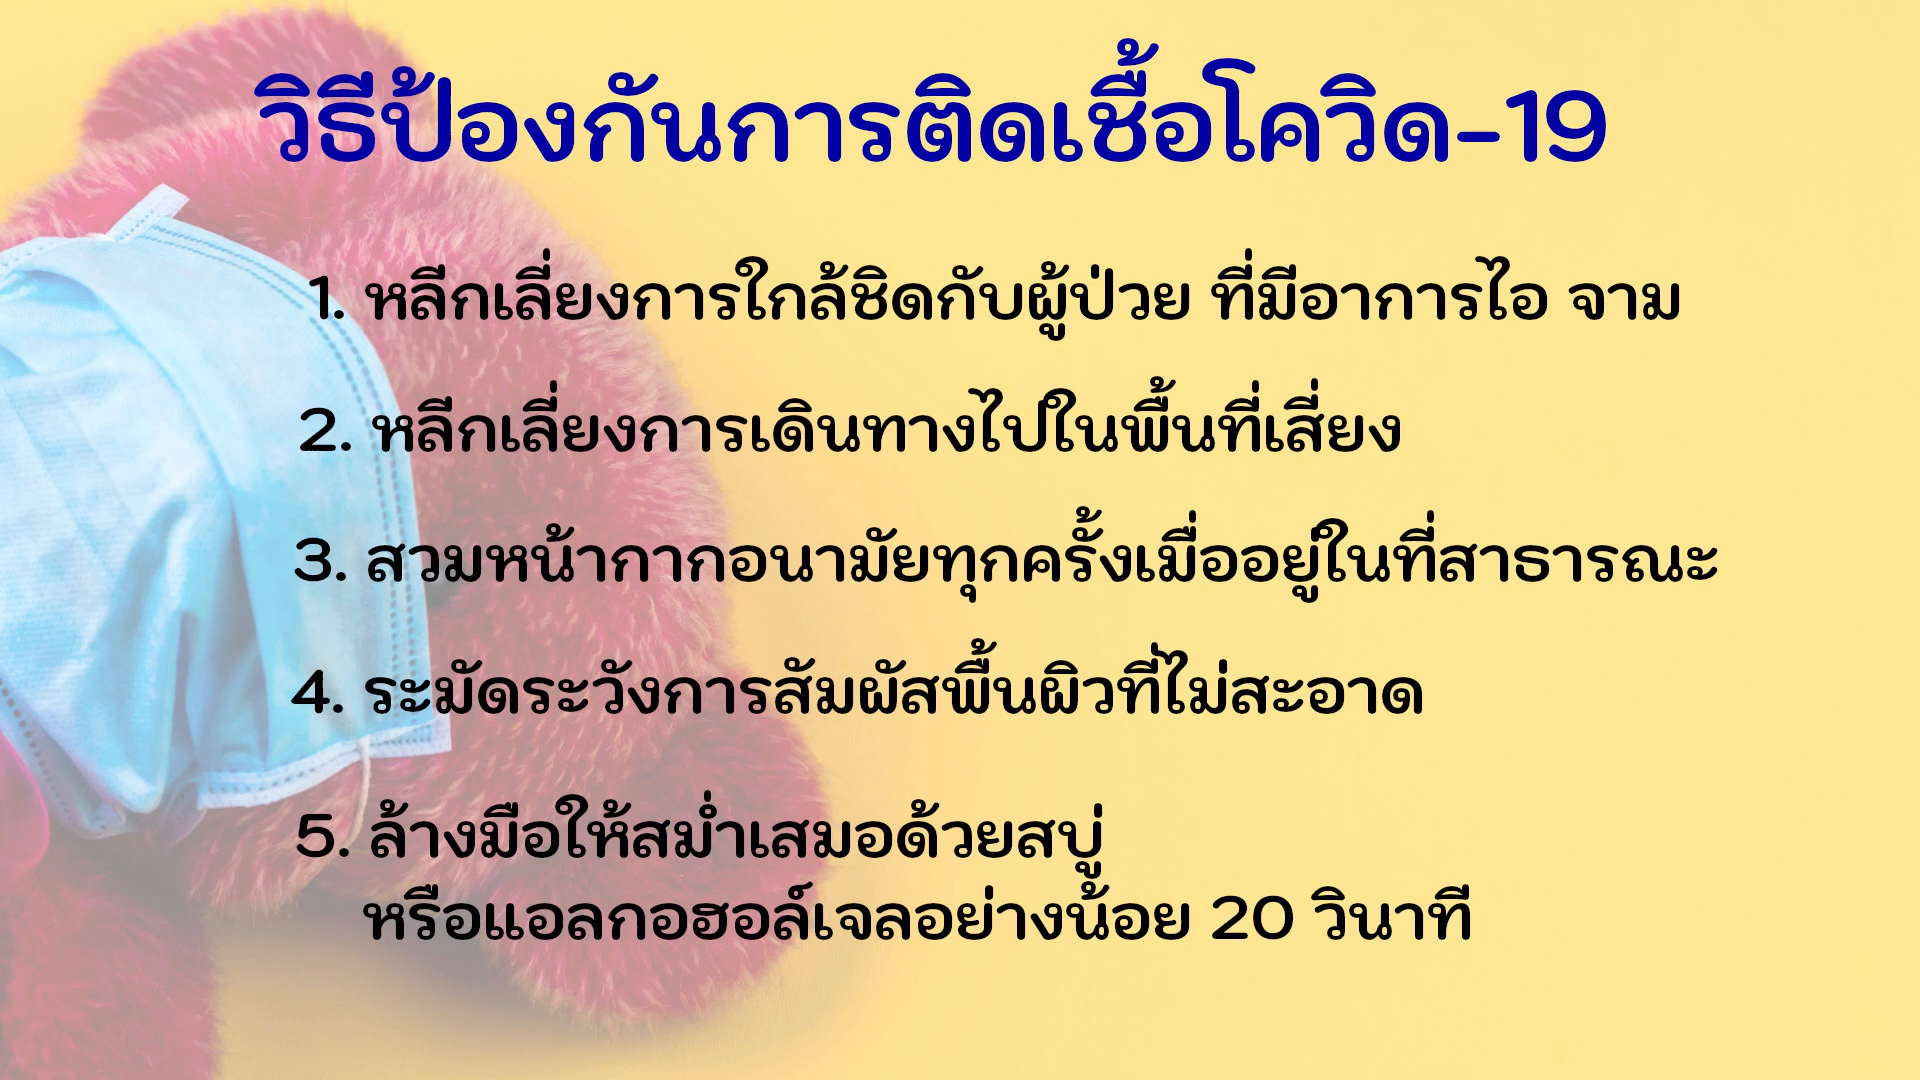 วิธีป้องกันการติดเชื้อโควิด-19
1. หลีกเลี่ยงการใกล้ชิดกับผู้ป่วย ที่มีอาการไอ จาม
2. หลีกเลี่ยงการเดินทางไปในพื้นที่เสี่ยง
3. สวมหน้ากากอนามัยทุกครั้งเมื่ออยู่ในที่สาธารณะ
4. ระมัดระวังการสัมผัสพื้นผิวที่ไม่สะอาด
5. ล้างมือให้สม่ำเสมอด้วยสบู่
หรือแอลกอฮอล์เจลอย่างน้อย 20 วินาที